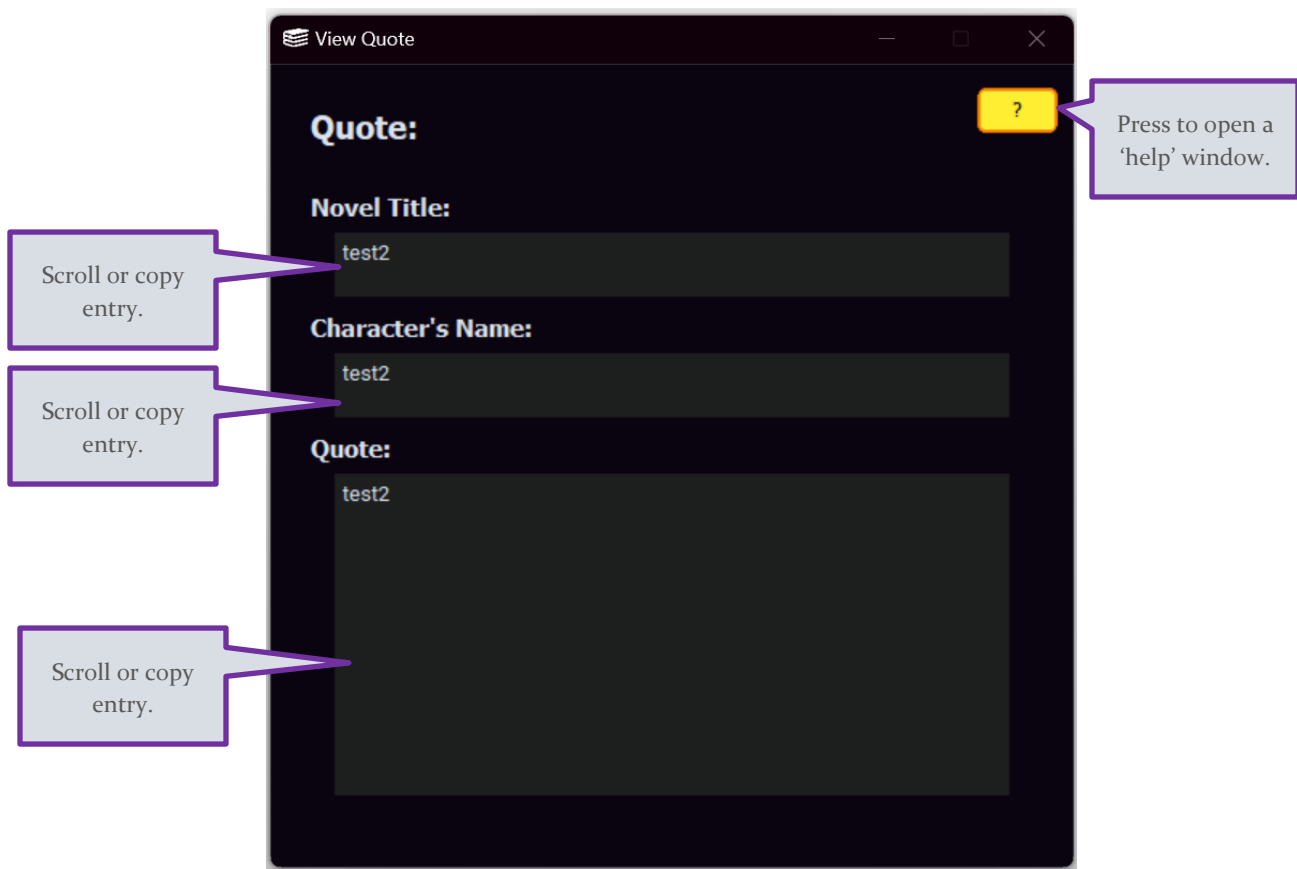 View Quote
?
Press to open a
‘help’ window.
Quote:
Novel Title:
test2
Scroll or copy
entry.
Character's Name:
test2
Scroll or copy
entry.
Quote:
test2
Scroll or copy
entry.